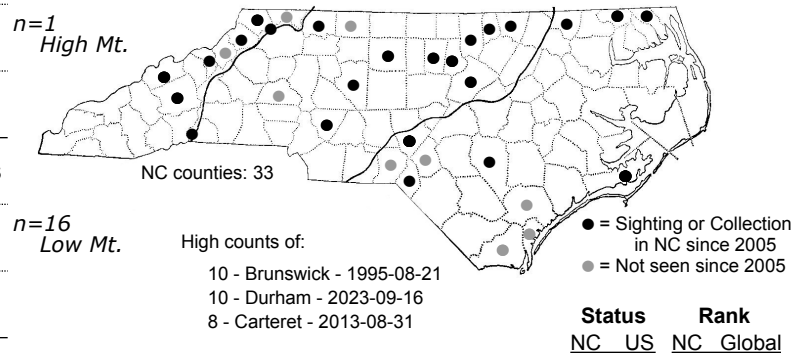 n=1
High Mt.
NC counties: 33
n=16
Low Mt.
High counts of:
10 - Brunswick - 1995-08-21
10 - Durham - 2023-09-16
8 - Carteret - 2013-08-31
= Sighting or Collection
in NC since 2005
= Not seen since 2005
Status Rank
NC US NC Global